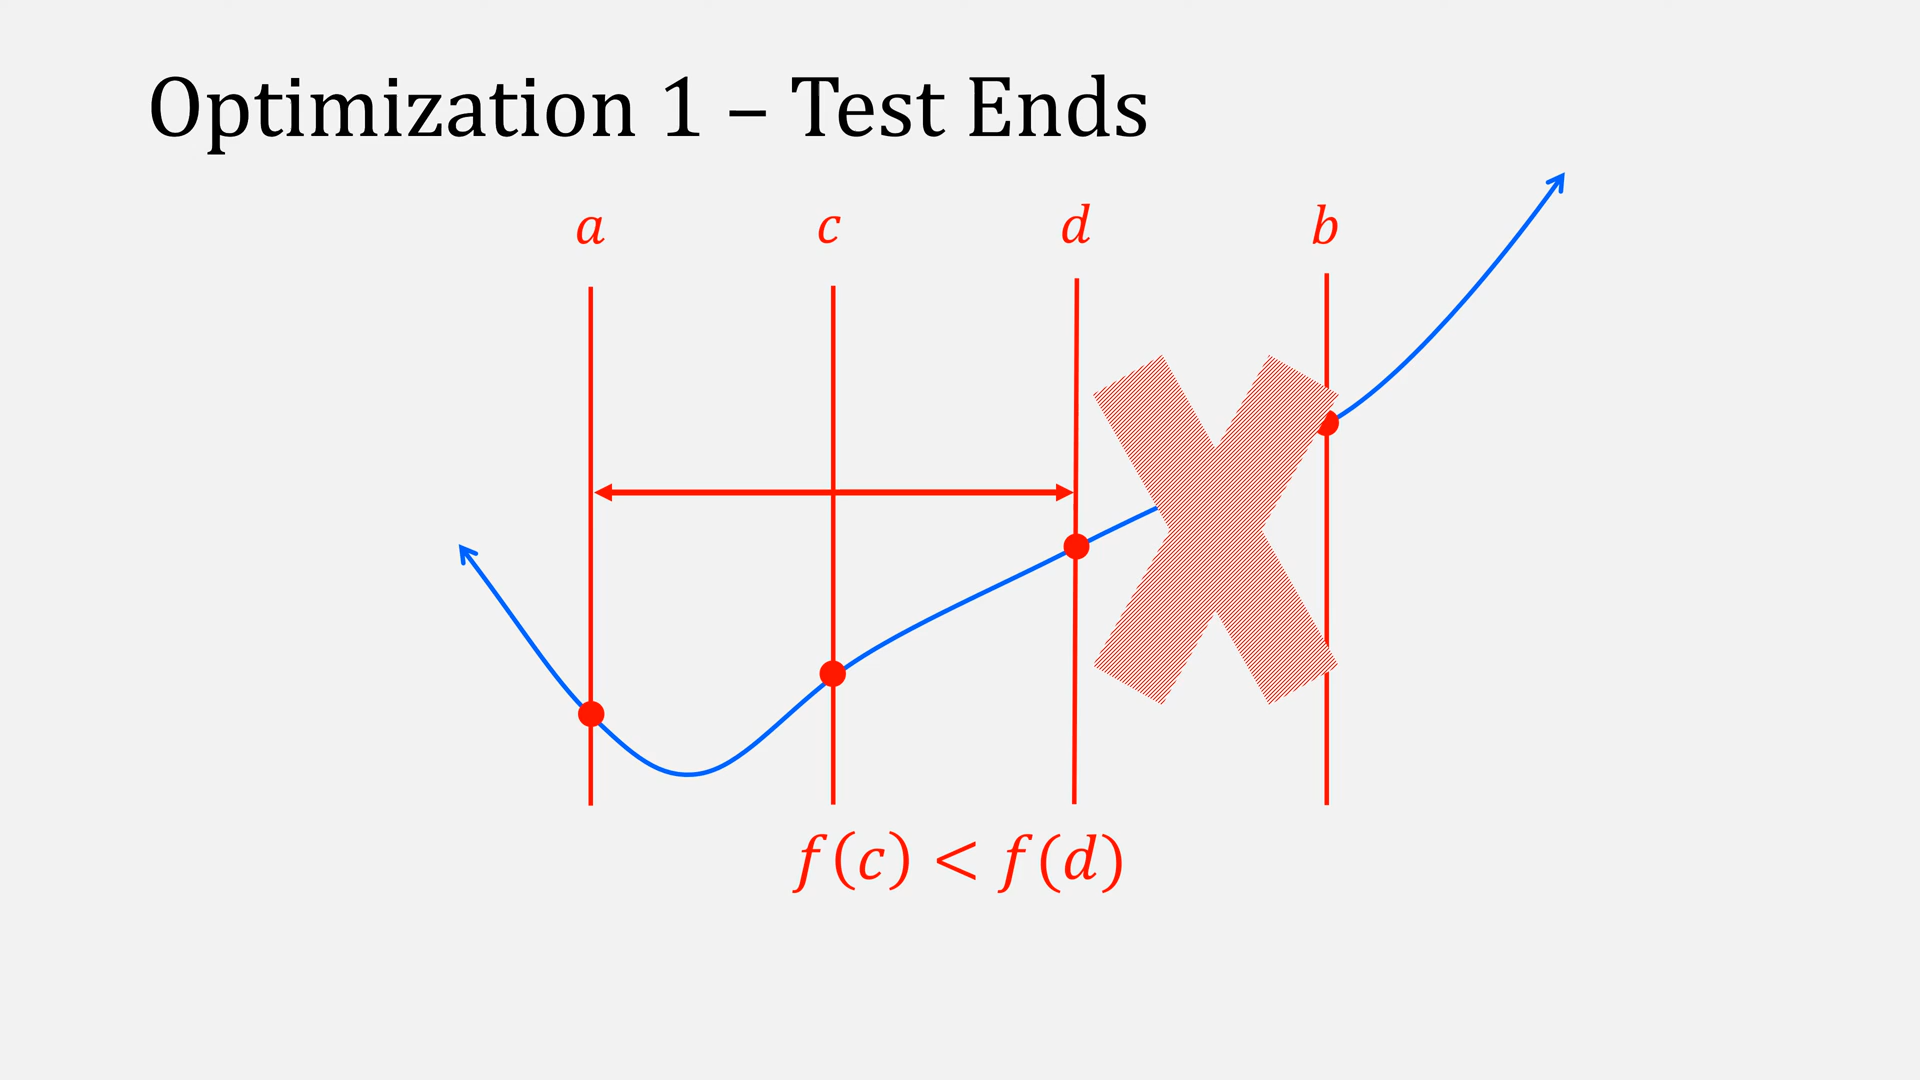 Optimization 1 – Test Ends
a c d b
f(c) < f(d)